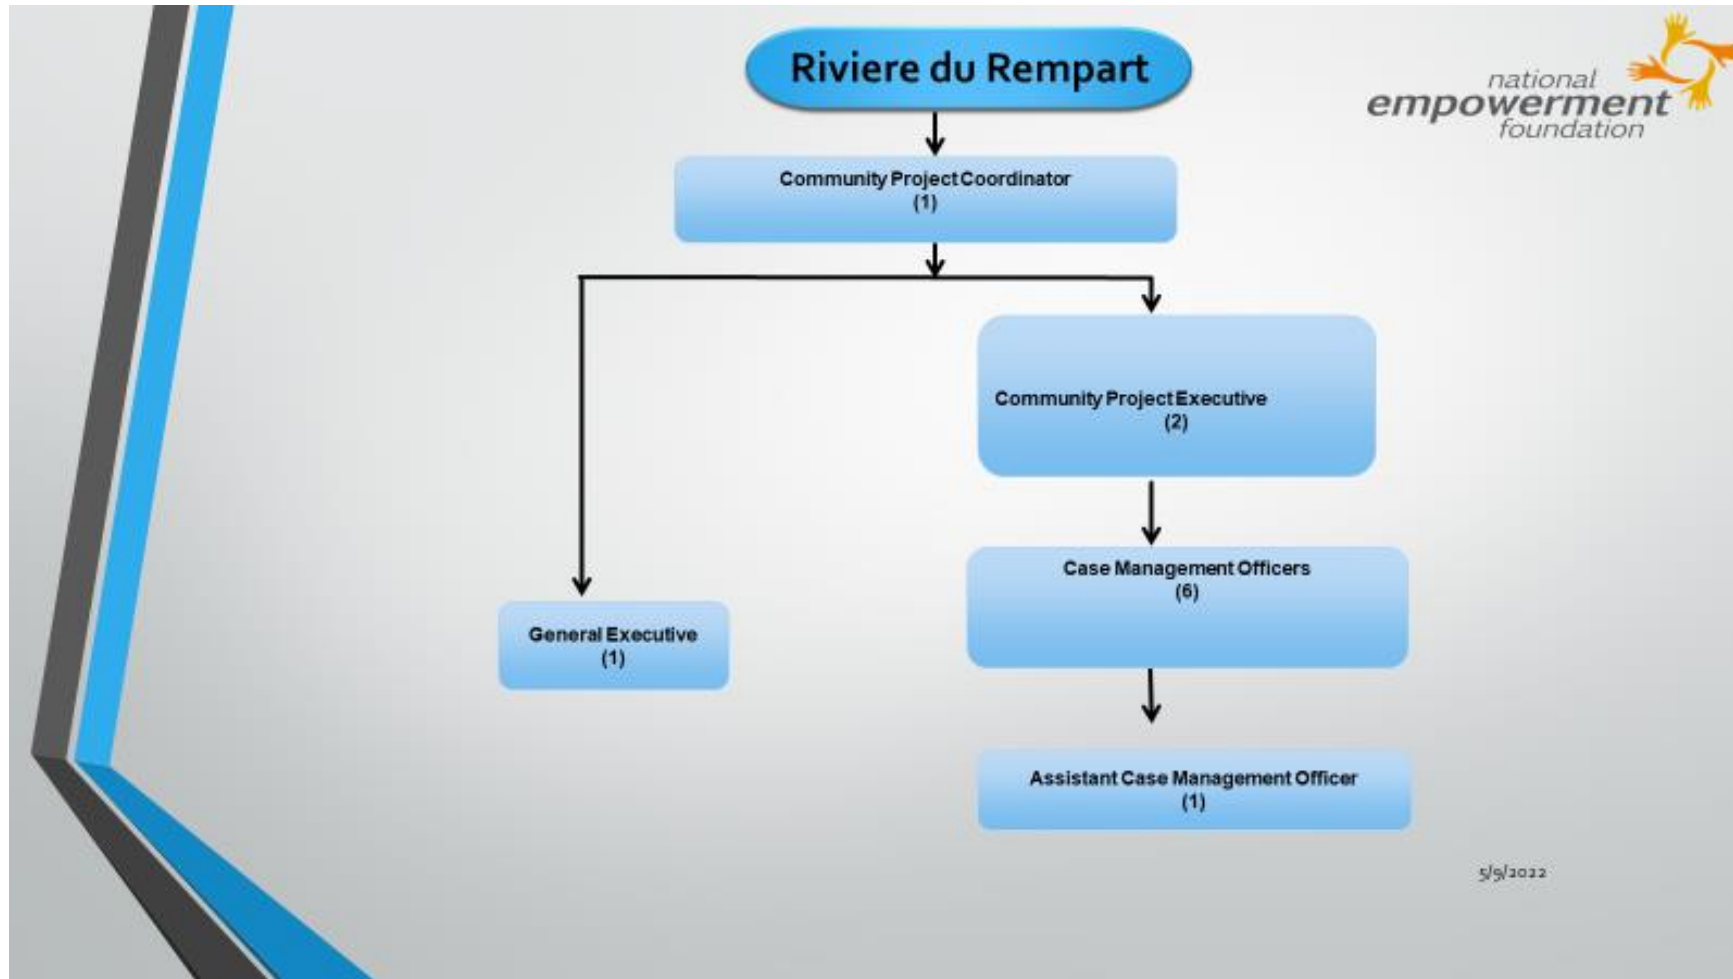 Riviere du Rempart
national
empowerment
foundation
Community Project Coordinator
(1)
Community Project Executive
(2)
Case Management Officers
(6)
General Executive
(1)
Assistant Case Management Officer
(1)
5/9/2022